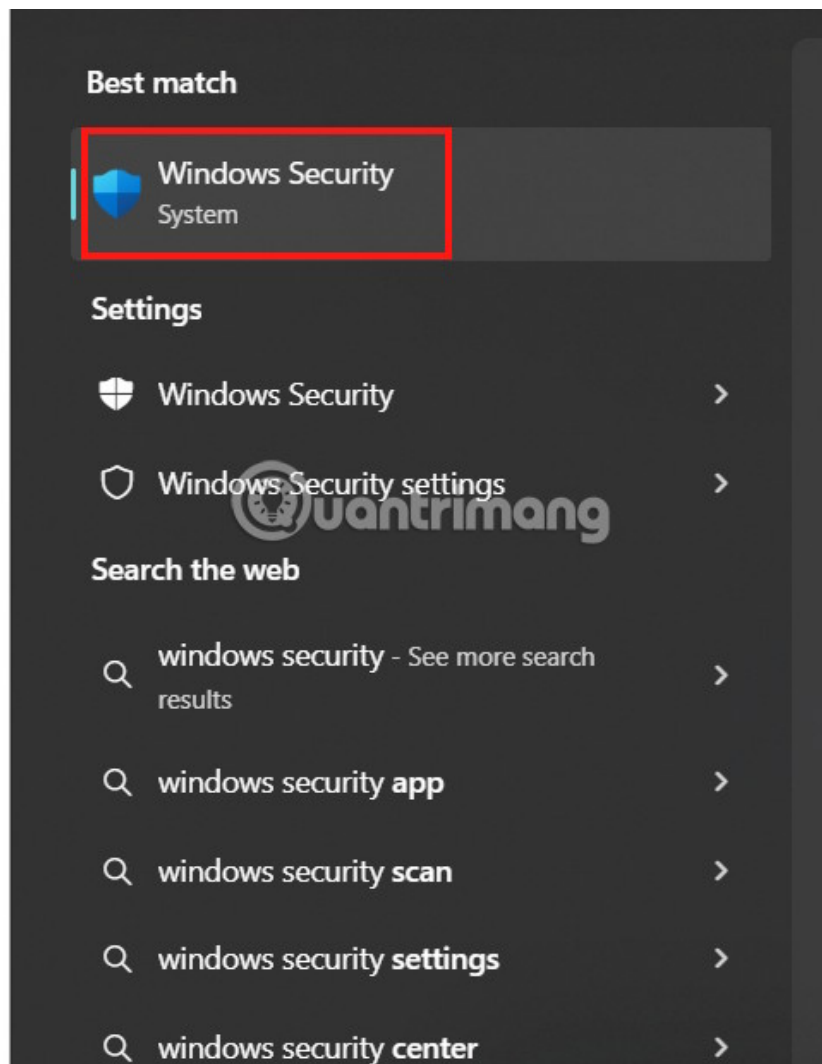 Best match
Windows Security
System
Settings
Windows Security
Windows Security settings
Quantrimang
Search the web
windows security - See more search
results
windows security app
windows security scan
windows security settings
windows security center